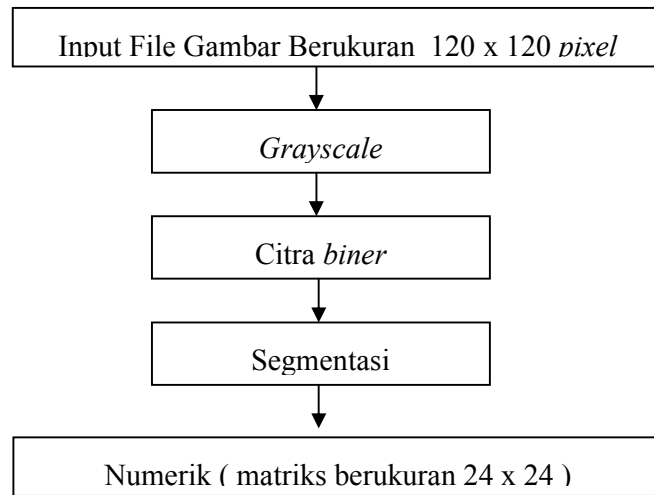 Input File Gambar Berukuran  120 x 120 pixel
Grayscale
Citra biner
Segmentasi
Numerik ( matriks berukuran 24 x 24 )